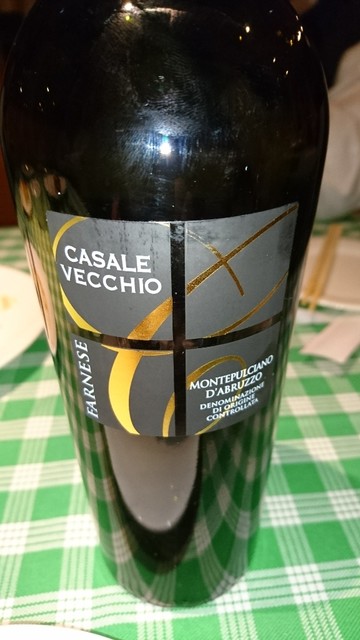 CASALE
VECCHIO
FARNESE
MONTEPULCIANO
D'ABRUZZO
DENOMINAZIONE
DI ORIGINE
CONTROLLATA